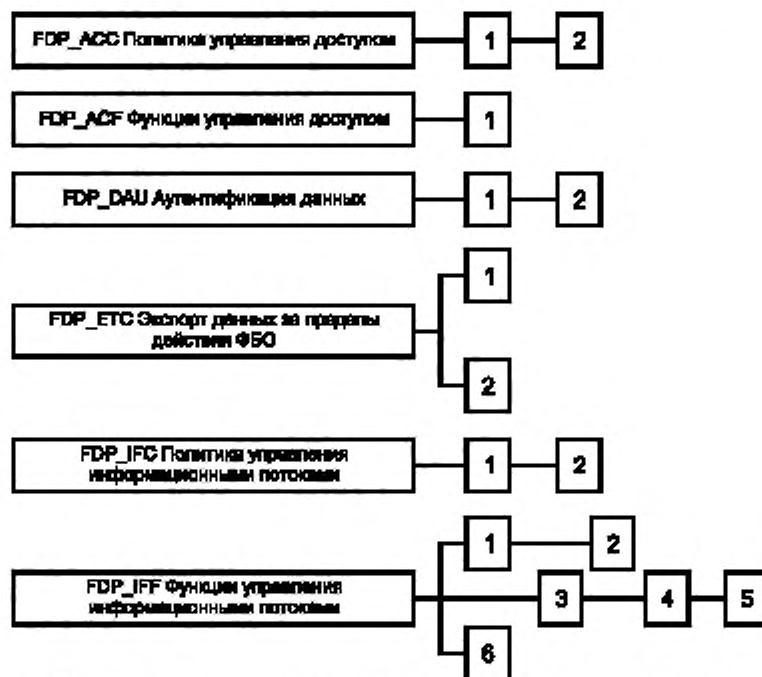 FDP_ACC Политика управления доступом 1 2
FDP_ACF Функции управления доступом 1
FDP_DAU Аутентификация данных 1 2
1
FDP_ETC Экспорт данных за пределы
действия ФБО
2
FDP_IFC Политика управления
информационными потоками 1 2
1 2
FDP_IFF Функции управления
информационными потоками 3 4 5
6